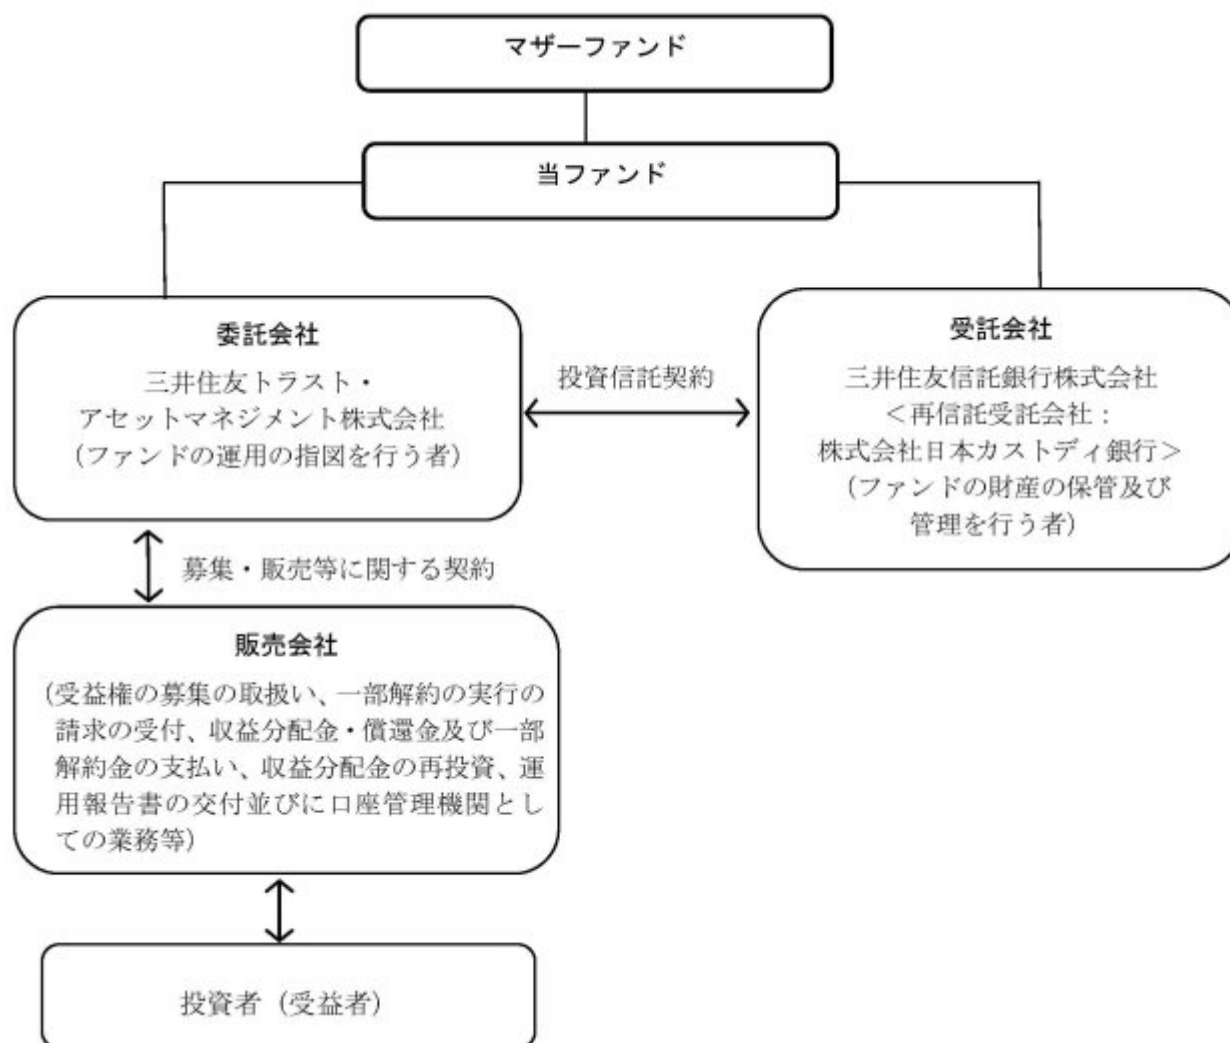 マザーファンド
当ファンド
委託会社
三井住友トラスト・
アセットマネジメント株式会社
（ファンドの運用の指図を行う者）
投資信託契約
受託会社
三井住友信託銀行株式会社
＜再信託受託会社：
株式会社日本カストディ銀行＞
（ファンドの財産の保管及び
管理を行う者）
募集・販売等に関する契約
販売会社
（受益権の募集の取扱い、一部解約の実行の
請求の受付、収益分配金・償還金及び一部
解約金の支払い、収益分配金の再投資、運
用報告書の交付並びに口座管理機関とし
ての業務等）
投資者（受益者）